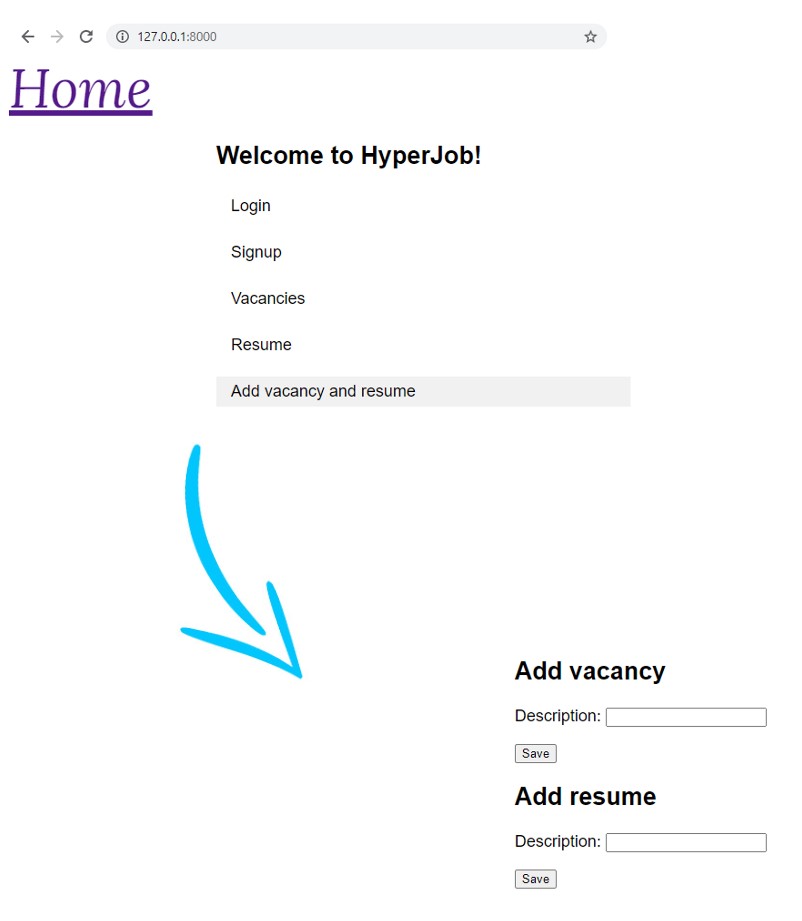 127.0.0.1:8000
Home
Welcome to HyperJob!
Login
Signup
Vacancies
Resume
Add vacancy and resume
Add vacancy
Description:
Save
Add resume
Description:
Save